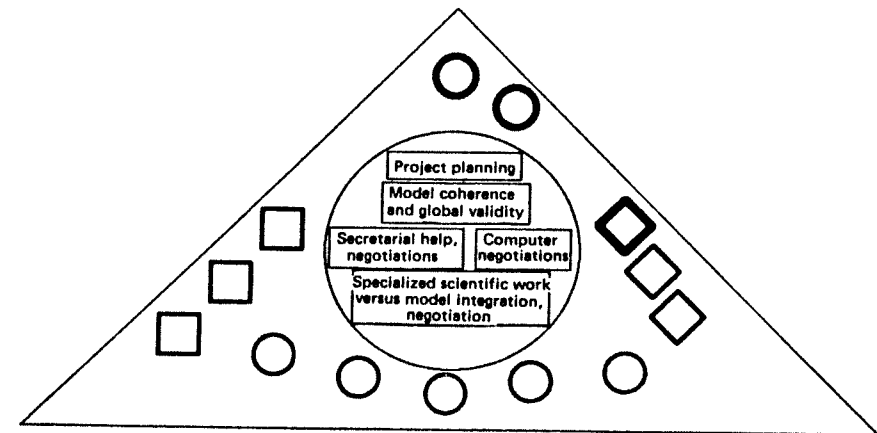 Project planning
Model coherence
and global validity
Secretarial help,
negotiations
Computer
negotiations
Specialized scientific work
versus model integration,
negotiation